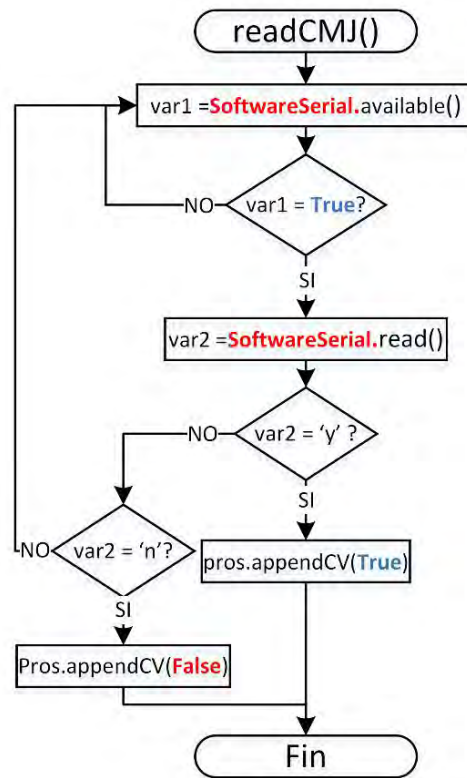 readCMJ()
var1 =SoftwareSerial.available()
var1 = True?
NO
SI
var2 =SoftwareSerial.read()
var2 = ‘y’ ?
NO
SI
var2 = ‘n’?
NO
pros.appendCV(True)
SI
Pros.appendCV(False)
Fin